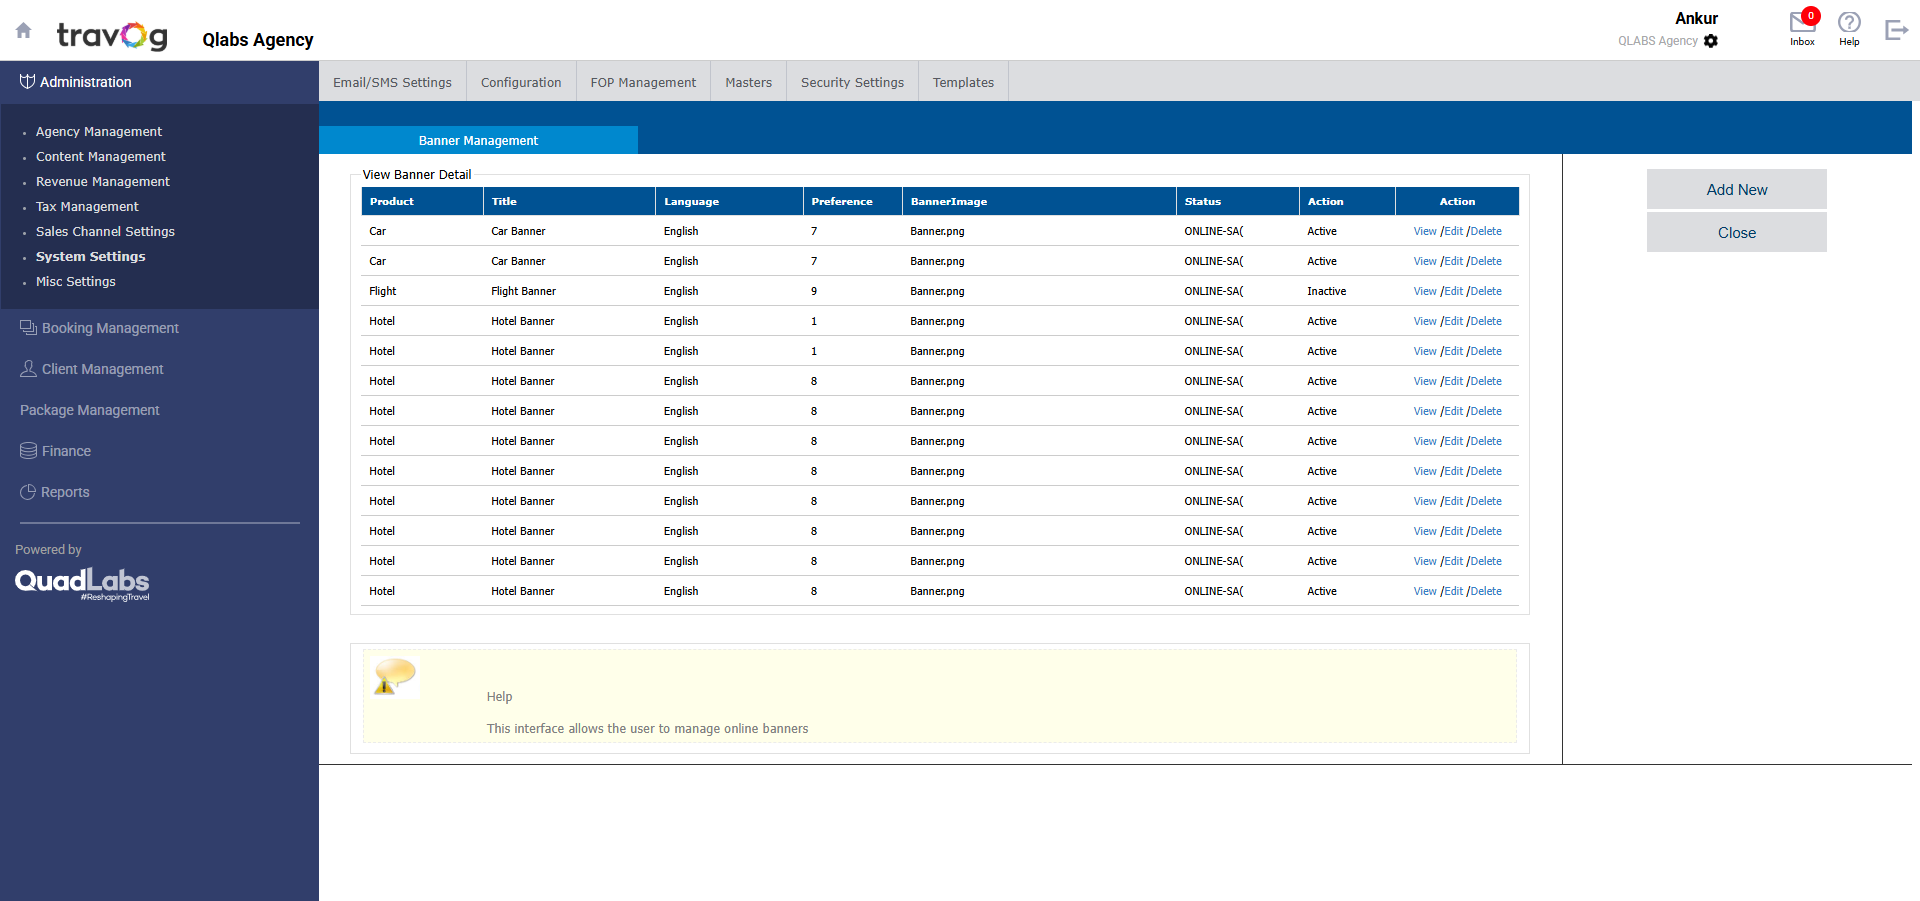 travog
Qlabs Agency
Ankur
QLABS Agency
0
Inbox
Help
Administration
Agency Management
Content Management
Revenue Management
Tax Management
Sales Channel Settings
System Settings
Misc Settings
Booking Management
Client Management
Package Management
Finance
Reports
Powered by
QuadLabs
#ReshapingTravel
Email/SMS Settings Configuration FOP Management Masters Security Settings Templates
Banner Management
View Banner Detail
Product Title Language Preference BannerImage Status Action Action
Car Car Banner English 7 Banner.png ONLINE-SA( Active View /Edit /Delete
Car Car Banner English 7 Banner.png ONLINE-SA( Active View /Edit /Delete
Flight Flight Banner English 9 Banner.png ONLINE-SA( Inactive View /Edit /Delete
Hotel Hotel Banner English 1 Banner.png ONLINE-SA( Active View /Edit /Delete
Hotel Hotel Banner English 1 Banner.png ONLINE-SA( Active View /Edit /Delete
Hotel Hotel Banner English 8 Banner.png ONLINE-SA( Active View /Edit /Delete
Hotel Hotel Banner English 8 Banner.png ONLINE-SA( Active View /Edit /Delete
Hotel Hotel Banner English 8 Banner.png ONLINE-SA( Active View /Edit /Delete
Hotel Hotel Banner English 8 Banner.png ONLINE-SA( Active View /Edit /Delete
Hotel Hotel Banner English 8 Banner.png ONLINE-SA( Active View /Edit /Delete
Hotel Hotel Banner English 8 Banner.png ONLINE-SA( Active View /Edit /Delete
Hotel Hotel Banner English 8 Banner.png ONLINE-SA( Active View /Edit /Delete
Hotel Hotel Banner English 8 Banner.png ONLINE-SA( Active View /Edit /Delete
Help
This interface allows the user to manage online banners
Add New
Close